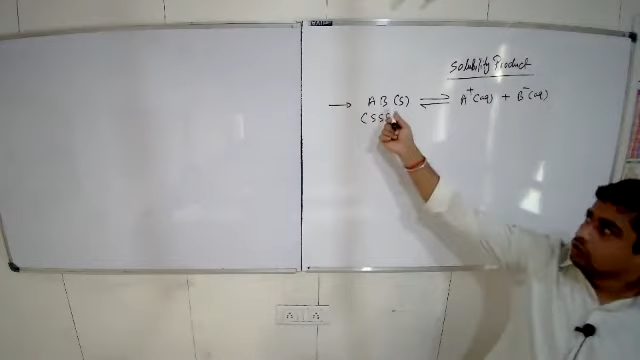 Solubility Product
→ AB(s) ⇌ A⁺(aq) + B⁻(aq)